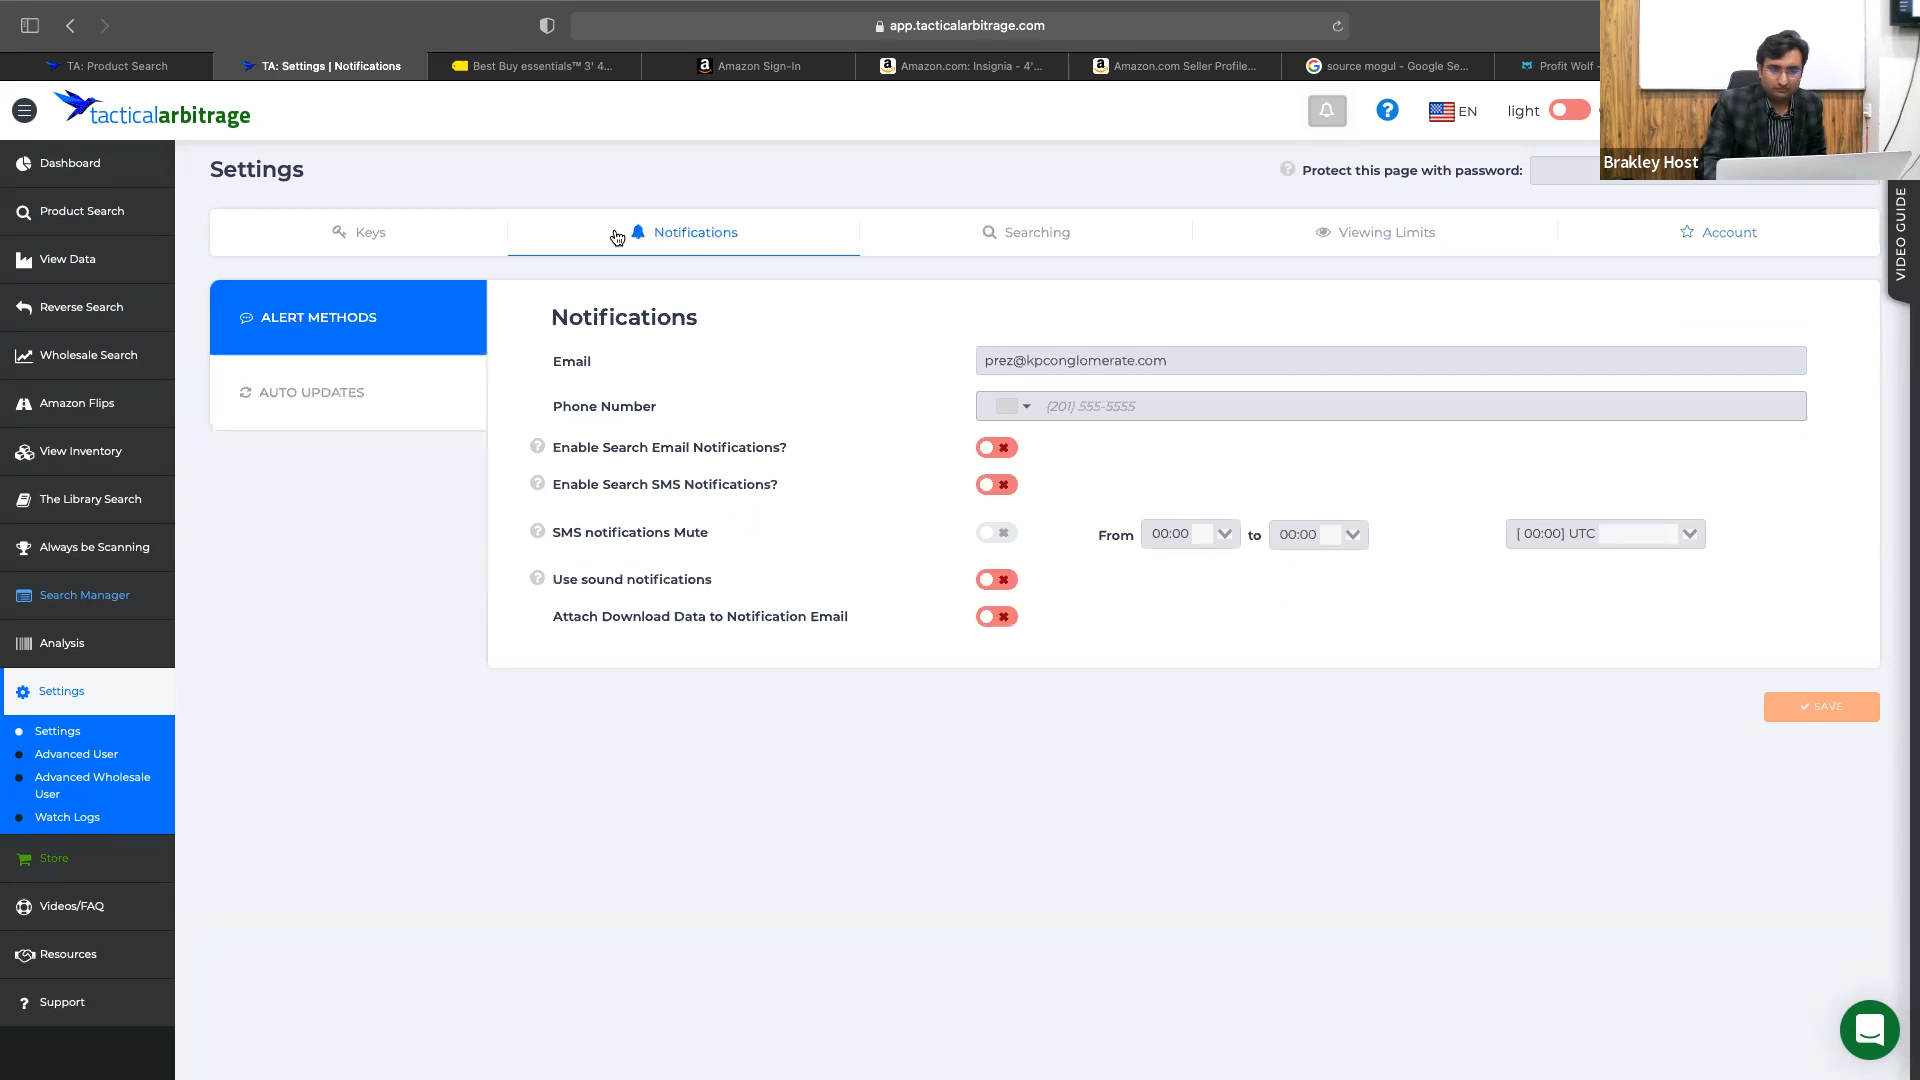 app.tacticalarbitrage.com
TA: Product Search
TA: Settings | Notifications
Best Buy essentials™ 3' 4...
Amazon Sign-In
Amazon.com: Insignia - 4'...
Amazon.com Seller Profile...
source mogul - Google Se...
Profit Wolf -
tacticalarbitrage
EN
light
Brakley Host
Dashboard
Product Search
View Data
Reverse Search
Wholesale Search
Amazon Flips
View Inventory
The Library Search
Always be Scanning
Search Manager
Analysis
Settings
Settings
Advanced User
Advanced Wholesale
User
Watch Logs
Store
Videos/FAQ
Resources
Support
Settings
Protect this page with password:
Keys
Notifications
Searching
Viewing Limits
Account
VIDEO GUIDE
ALERT METHODS
AUTO UPDATES
Notifications
Email
prez@kpconglomerate.com
Phone Number
(201) 555-5555
Enable Search Email Notifications?
Enable Search SMS Notifications?
SMS notifications Mute
From 00:00 to 00:00
[ 00:00] UTC
Use sound notifications
Attach Download Data to Notification Email
SAVE